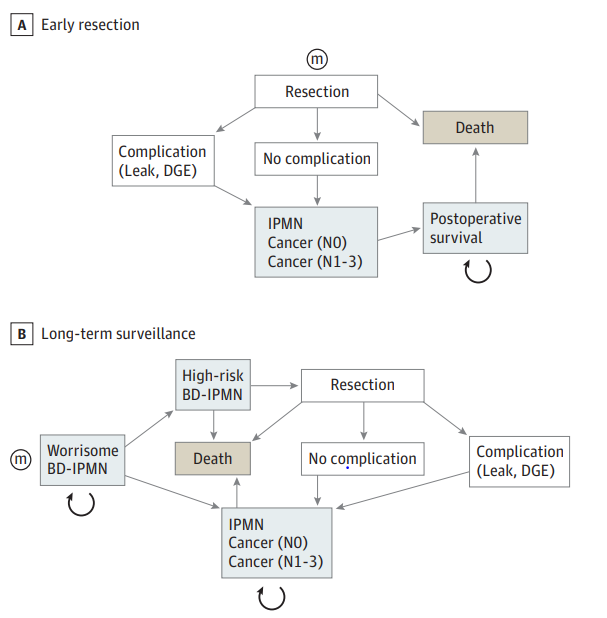 A Early resection
m
Resection
Death
Complication
(Leak, DGE)
No complication
IPMN
Cancer (N0)
Cancer (N1-3)
Postoperative
survival
B Long-term surveillance
High-risk
BD-IPMN
Resection
m
Worrisome
BD-IPMN
Death
No complication
Complication
(Leak, DGE)
IPMN
Cancer (N0)
Cancer (N1-3)